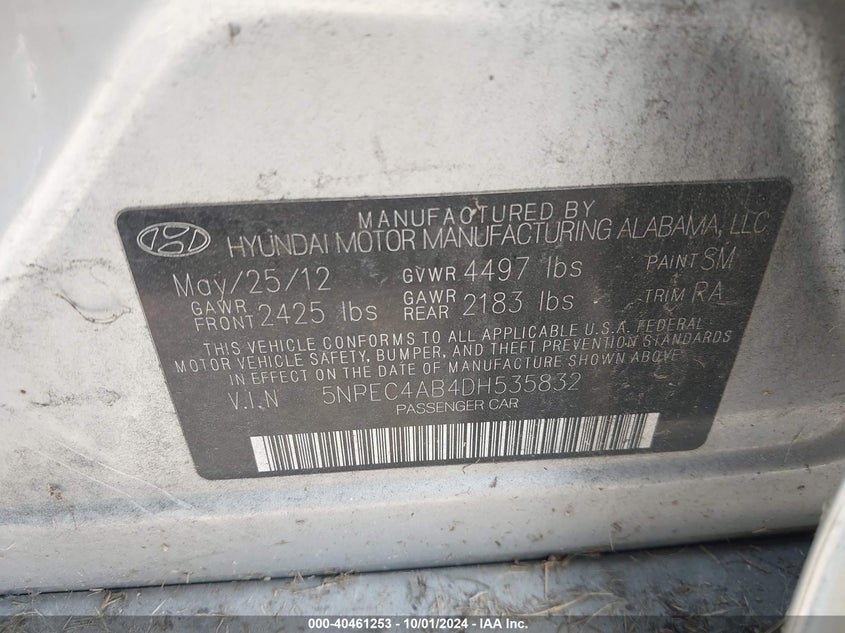 MANUFACTURED BY
HYUNDAI MOTOR MANUFACTURING ALABAMA, LLC
May/25/12 GVWR 4497 lbs PAINT SM
GAWR FRONT 2425 lbs GAWR REAR 2183 lbs TRIM RA
THIS VEHICLE CONFORMS TO ALL APPLICABLE U.S.A. FEDERAL
MOTOR VEHICLE SAFETY, BUMPER, AND THEFT PREVENTION STANDARDS
IN EFFECT ON THE DATE OF MANUFACTURE SHOWN ABOVE
V.I.N 5NPEC4AB4DH535832
PASSENGER CAR
000-40461253 - 10/01/2024 - IAA Inc.